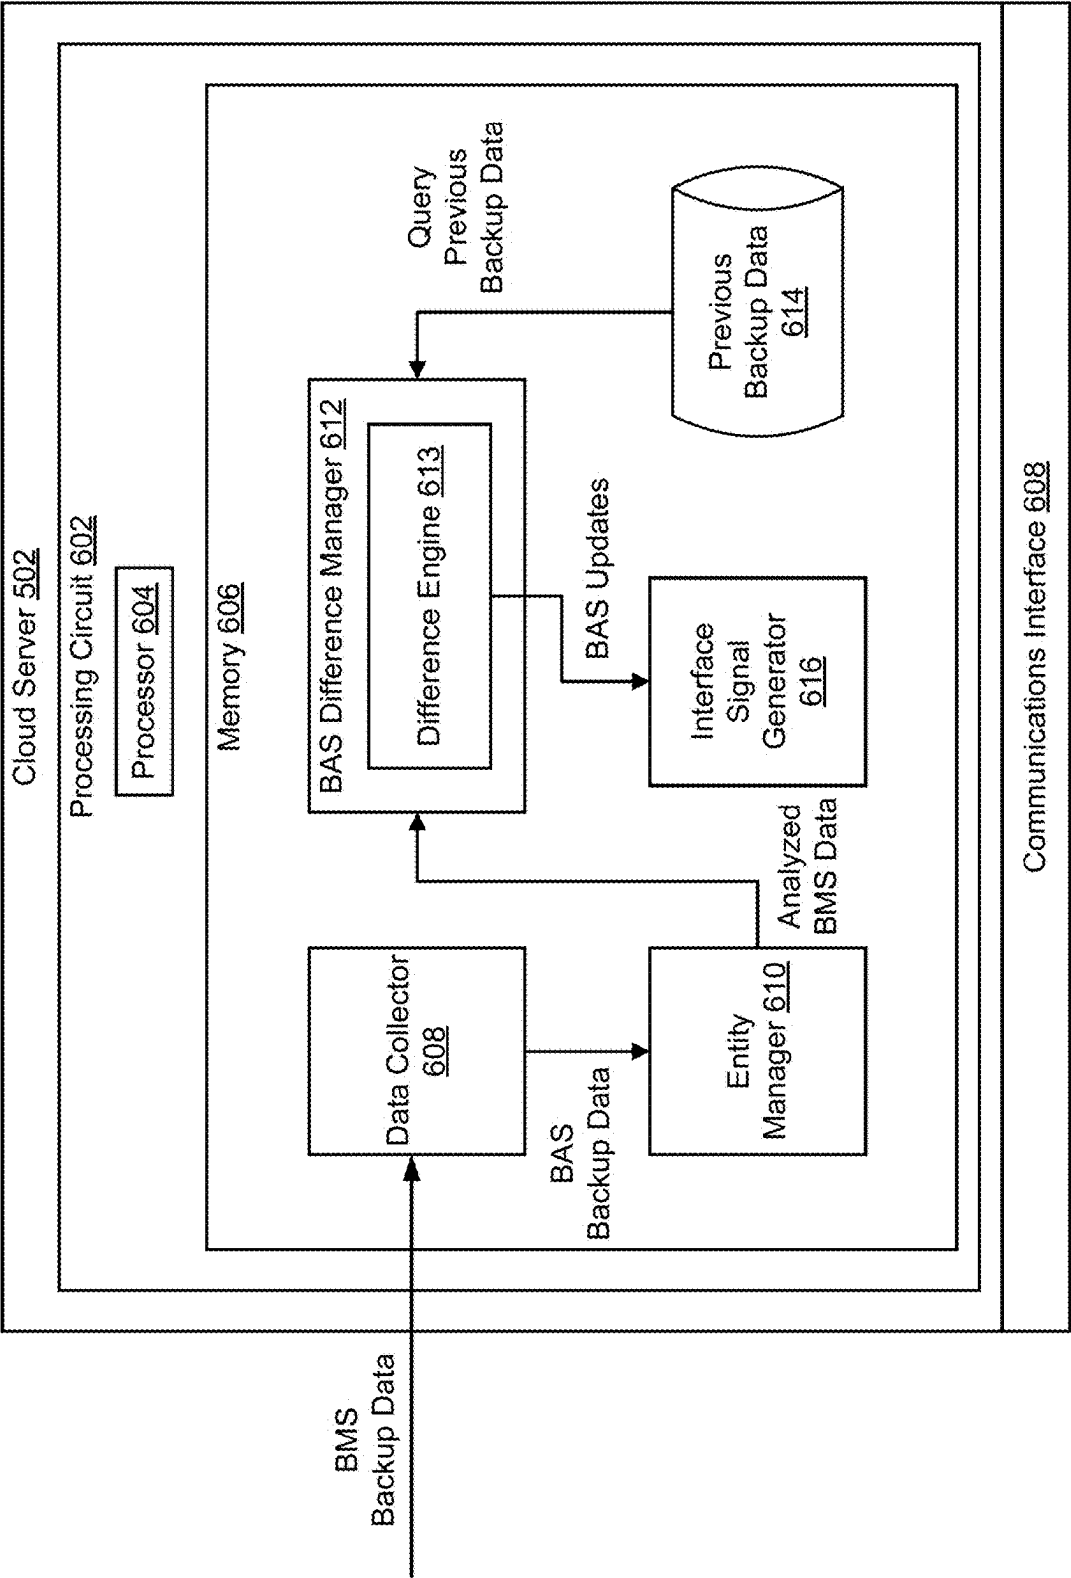 Cloud Server 502
Processing Circuit 602
Processor 604
Memory 606
BMS
Backup Data
Data Collector
608
BAS
Backup Data
Entity
Manager 610
Analyzed
BMS Data
BAS Difference Manager 612
Difference Engine 613
BAS Updates
Interface
Signal
Generator
616
Query
Previous
Backup Data
Previous
Backup Data
614
Communications Interface 608